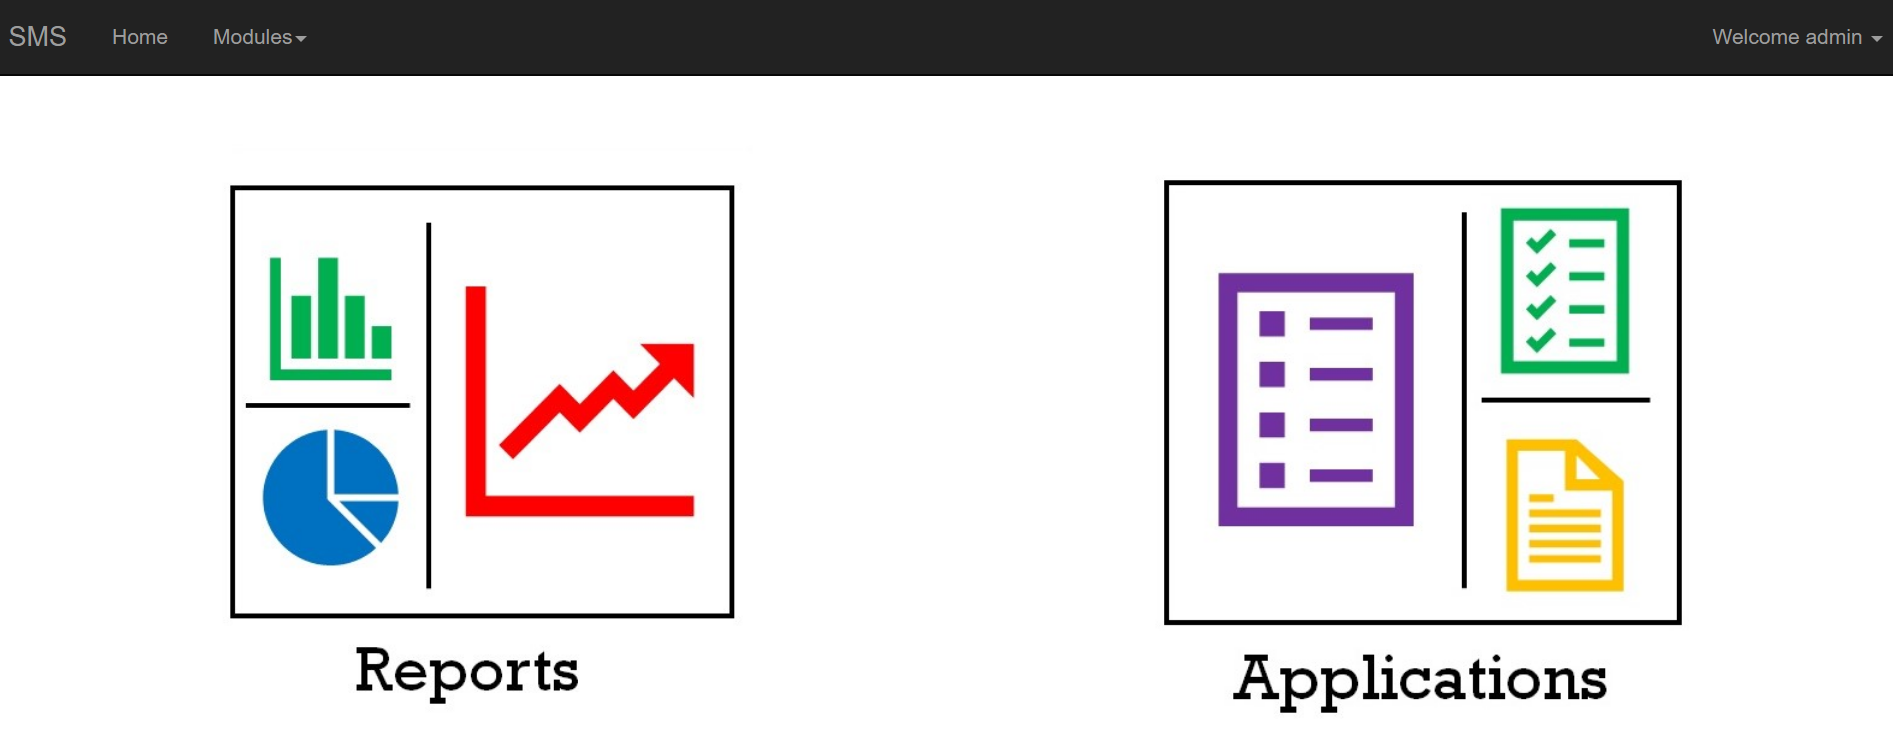 SMS Home Modules Welcome admin
Reports Applications